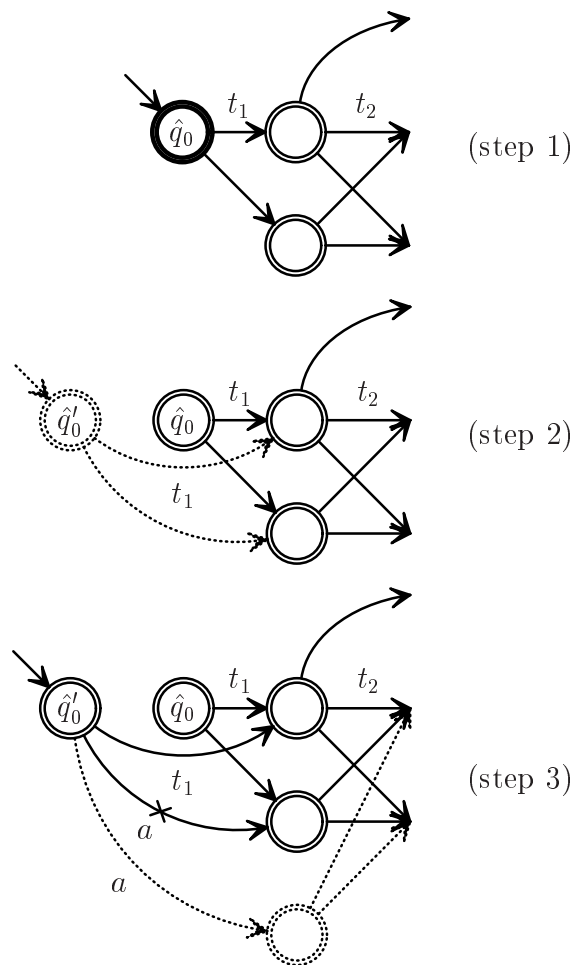 t₁ t₂
q̂₀ (step 1)
t₁ t₂
q̂′₀ q̂₀ (step 2)
t₁
t₁ t₂
q̂′₀ q̂₀
t₁ (step 3)
a
a